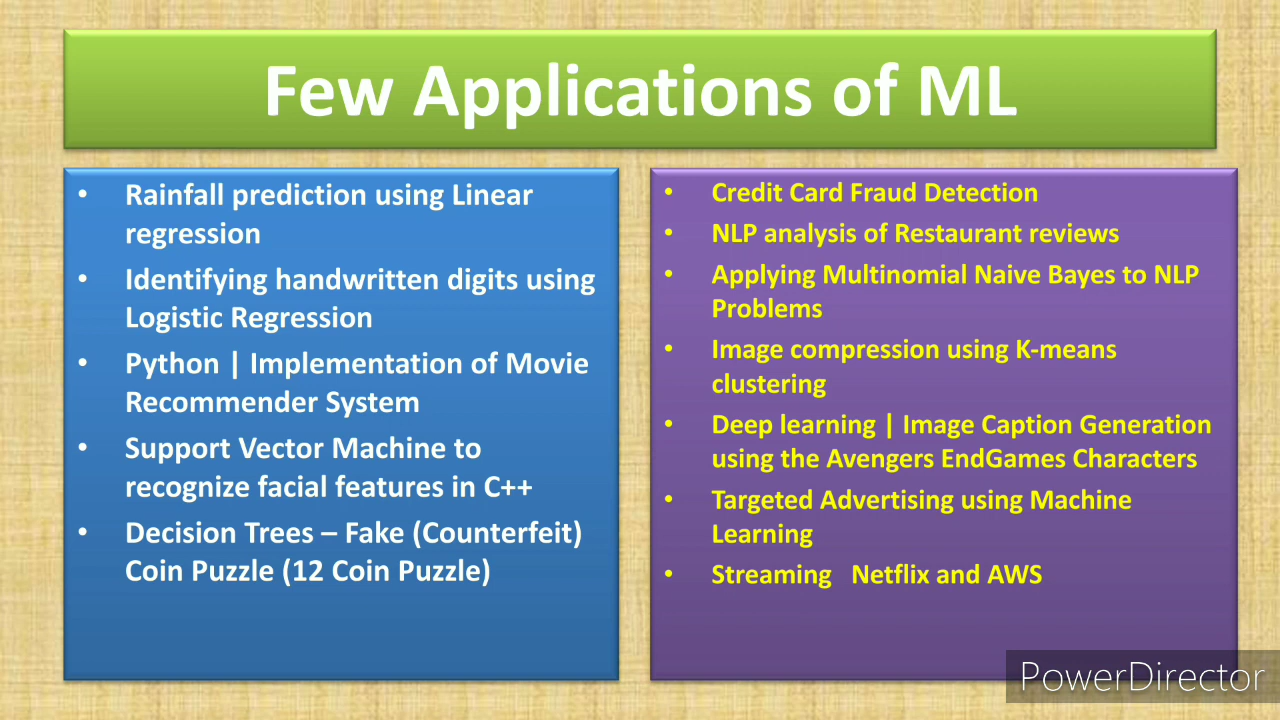 Few Applications of ML
• Rainfall prediction using Linear
regression
• Identifying handwritten digits using
Logistic Regression
• Python | Implementation of Movie
Recommender System
• Support Vector Machine to
recognize facial features in C++
• Decision Trees – Fake (Counterfeit)
Coin Puzzle (12 Coin Puzzle)
• Credit Card Fraud Detection
• NLP analysis of Restaurant reviews
• Applying Multinomial Naive Bayes to NLP
Problems
• Image compression using K-means
clustering
• Deep learning | Image Caption Generation
using the Avengers EndGames Characters
• Targeted Advertising using Machine
Learning
• Streaming Netflix and AWS
PowerDirector